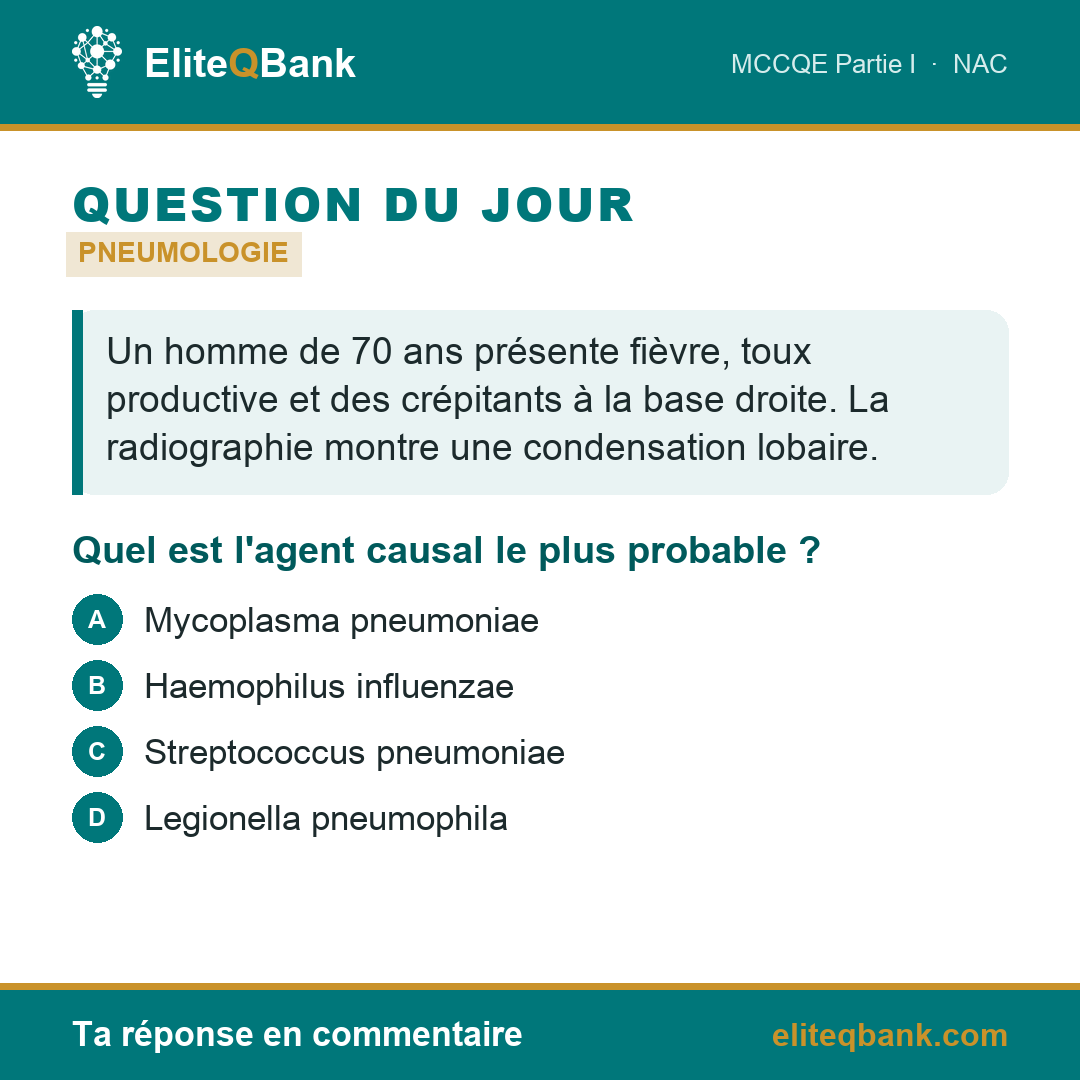 EliteQBank
MCCQE Partie I · NAC
QUESTION DU JOUR
PNEUMOLOGIE
Un homme de 70 ans présente fièvre, toux
productive et des crépitants à la base droite. La
radiographie montre une condensation lobaire.
Quel est l'agent causal le plus probable ?
A Mycoplasma pneumoniae
B Haemophilus influenzae
C Streptococcus pneumoniae
D Legionella pneumophila
Ta réponse en commentaire
eliteqbank.com